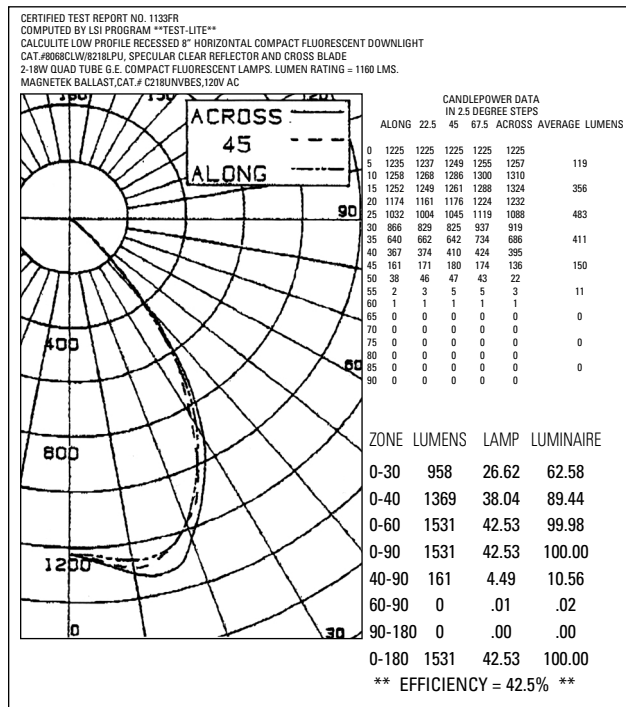 CERTIFIED TEST REPORT NO. 1133FR
COMPUTED BY LSI PROGRAM **TEST-LITE**
CALCULITE LOW PROFILE RECESSED 8" HORIZONTAL COMPACT FLUORESCENT DOWNLIGHT
CAT.#8068CLW/8218LPU, SPECULAR CLEAR REFLECTOR AND CROSS BLADE
2-18W QUAD TUBE G.E. COMPACT FLUORESCENT LAMPS. LUMEN RATING = 1160 LMS.
MAGNETEK BALLAST,CAT.# C218UNVBES,120V AC
180 150 120
ACROSS
45
ALONG
90
400
60
800
1200
0 30
CANDLEPOWER DATA
IN 2.5 DEGREE STEPS
ALONG 22.5 45 67.5 ACROSS AVERAGE LUMENS
0 1225 1225 1225 1225 1225
5 1235 1237 1249 1255 1257 119
10 1258 1268 1286 1300 1310
15 1252 1249 1261 1288 1324 356
20 1174 1161 1176 1224 1232
25 1032 1004 1045 1119 1088 483
30 866 829 825 937 919
35 640 662 642 734 686 411
40 367 374 410 424 395
45 161 171 180 174 136 150
50 38 46 47 43 22
55 2 3 5 5 3 11
60 1 1 1 1 1
65 0 0 0 0 0 0
70 0 0 0 0 0
75 0 0 0 0 0 0
80 0 0 0 0 0
85 0 0 0 0 0 0
90 0 0 0 0 0
ZONE LUMENS LAMP LUMINAIRE
0-30 958 26.62 62.58
0-40 1369 38.04 89.44
0-60 1531 42.53 99.98
0-90 1531 42.53 100.00
40-90 161 4.49 10.56
60-90 0 .01 .02
90-180 0 .00 .00
0-180 1531 42.53 100.00
** EFFICIENCY = 42.5% **